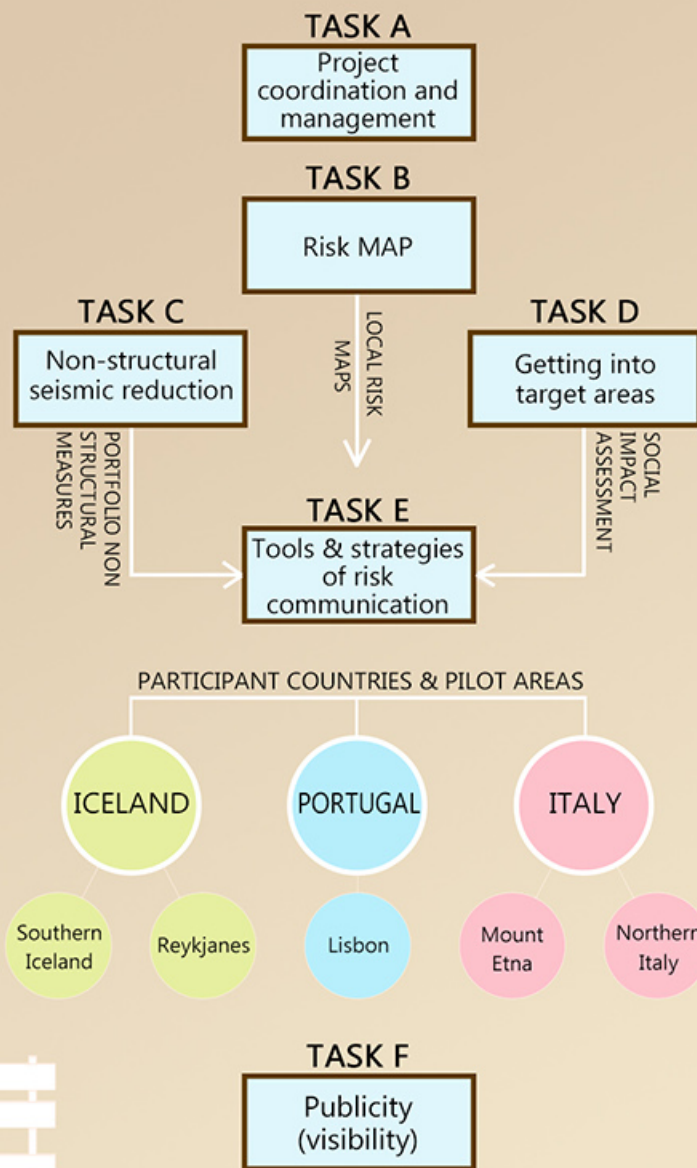 TASK A
Project
coordination and
management
TASK B
Risk MAP
LOCAL RISK
MAPS
TASK C
Non-structural
seismic reduction
PORTFOLIO NON
STRUCTURAL
MEASURES
TASK D
Getting into
target areas
SOCIAL
IMPACT
ASSESSMENT
TASK E
Tools & strategies
of risk
communication
PARTICIPANT COUNTRIES & PILOT AREAS
ICELAND
PORTUGAL
ITALY
Southern
Iceland
Reykjanes
Lisbon
Mount
Etna
Northern
Italy
TASK F
Publicity
(visibility)